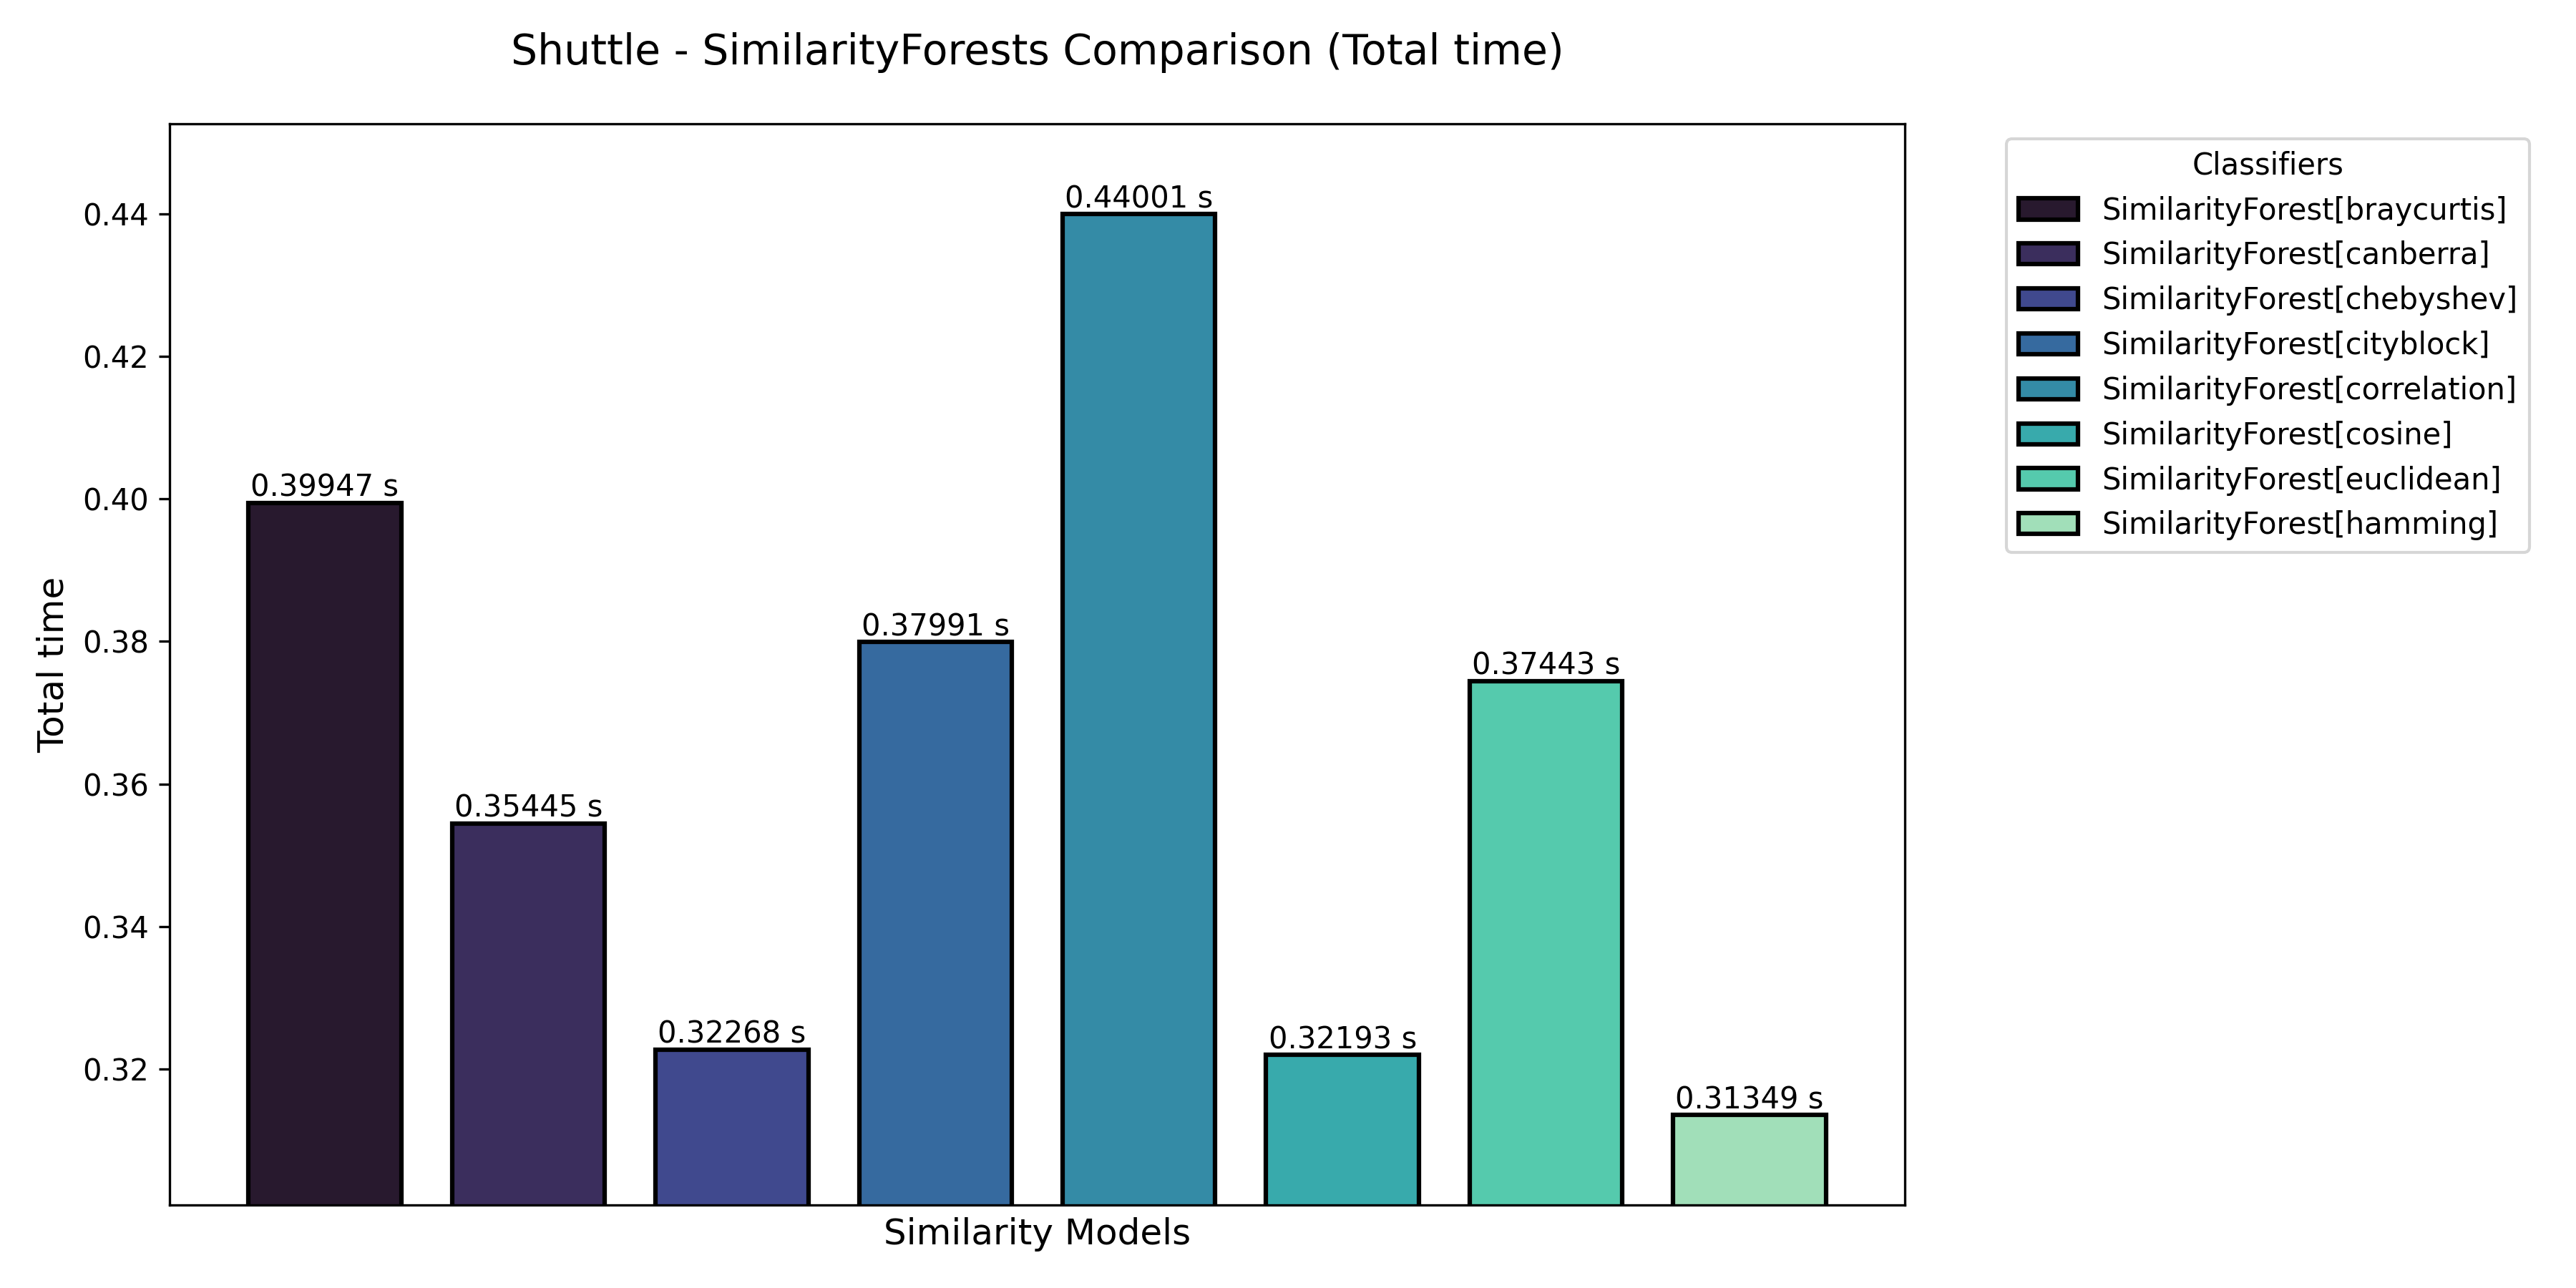 Shuttle - SimilarityForests Comparison (Total time)
Total time
0.44
0.42
0.40
0.38
0.36
0.34
0.32
0.39947 s
0.35445 s
0.32268 s
0.37991 s
0.44001 s
0.32193 s
0.37443 s
0.31349 s
Similarity Models
Classifiers
SimilarityForest[braycurtis]
SimilarityForest[canberra]
SimilarityForest[chebyshev]
SimilarityForest[cityblock]
SimilarityForest[correlation]
SimilarityForest[cosine]
SimilarityForest[euclidean]
SimilarityForest[hamming]